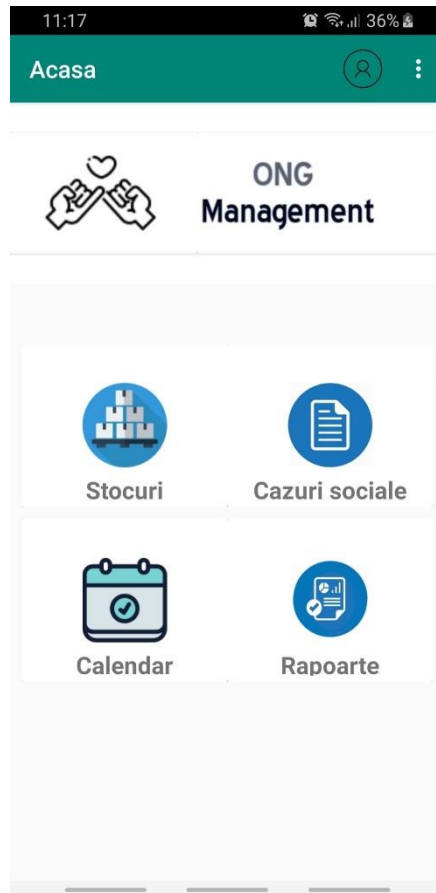 11:17 36%
Acasa
ONG
Management
Stocuri Cazuri sociale
Calendar Rapoarte